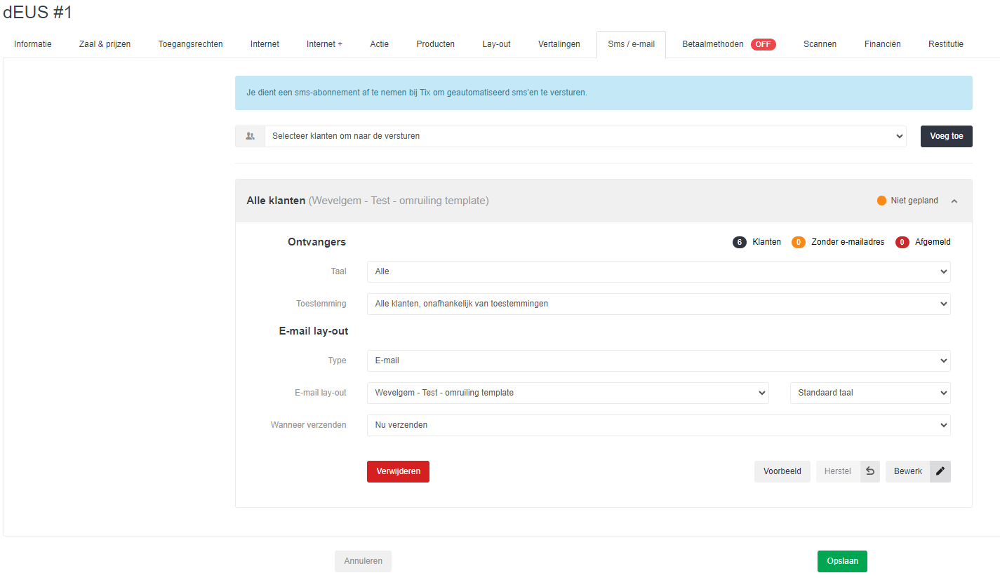 dEUS #1
Informatie Zaal & prijzen Toegangsrechten Internet Internet + Actie Producten Lay-out Vertalingen Sms / e-mail Betaalmethoden OFF Scannen Financiën Restitutie
Je dient een sms-abonnement af te nemen bij Tix om geautomatiseerd sms'en te versturen.
Selecteer klanten om naar de versturen Voeg toe
Alle klanten (Wevelgem - Test - omruiling template) Niet gepland
Ontvangers 6 Klanten 0 Zonder e-mailadres 0 Afgemeld
Taal Alle
Toestemming Alle klanten, onafhankelijk van toestemmingen
E-mail lay-out
Type E-mail
E-mail lay-out Wevelgem - Test - omruiling template Standaard taal
Wanneer verzenden Nu verzenden
Verwijderen Voorbeeld Herstel Bewerk
Annuleren Opslaan